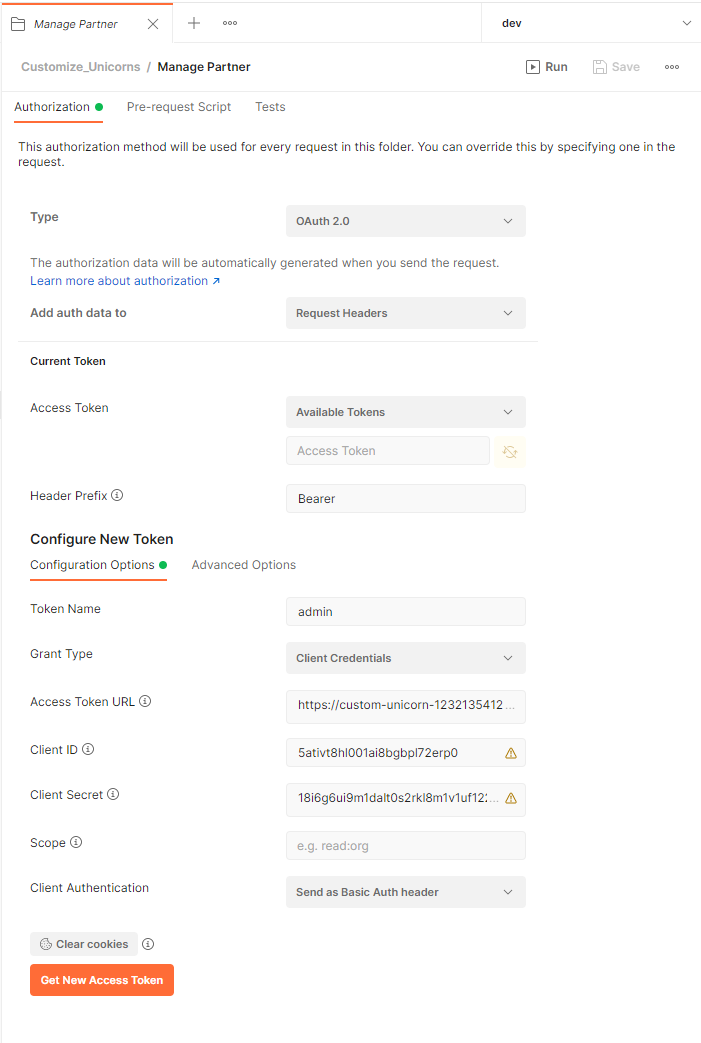 Manage Partner
dev
Customize_Unicorns / Manage Partner
Run
Save
Authorization
Pre-request Script
Tests
This authorization method will be used for every request in this folder. You can override this by specifying one in the
request.
Type
OAuth 2.0
The authorization data will be automatically generated when you send the request.
Learn more about authorization ↗
Add auth data to
Request Headers
Current Token
Access Token
Available Tokens
Access Token
Header Prefix
Bearer
Configure New Token
Configuration Options
Advanced Options
Token Name
admin
Grant Type
Client Credentials
Access Token URL
https://custom-unicorn-1232135412...
Client ID
5ativt8hl001ai8bgbpl72erp0
Client Secret
18i6g6ui9m1dalt0s2rkl8m1v1uf122...
Scope
e.g. read:org
Client Authentication
Send as Basic Auth header
Clear cookies
Get New Access Token